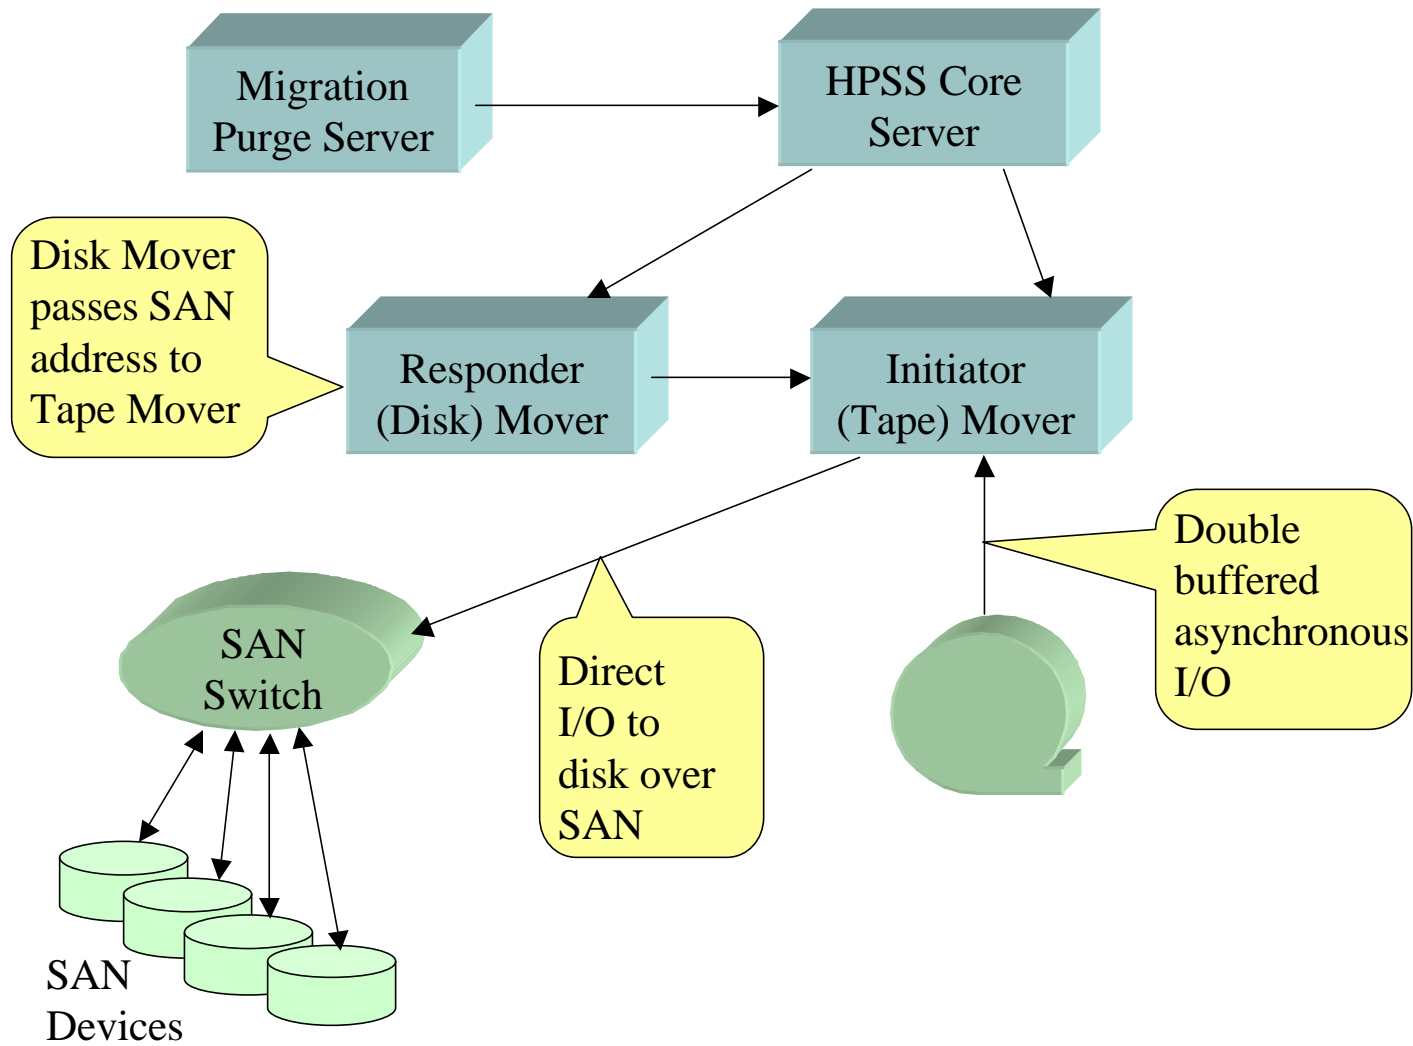 Migration
Purge Server
HPSS Core
Server
Disk Mover
passes SAN
address to
Tape Mover
Responder
(Disk) Mover
Initiator
(Tape) Mover
Double
buffered
asynchronous
I/O
SAN
Switch
Direct
I/O to
disk over
SAN
SAN
Devices